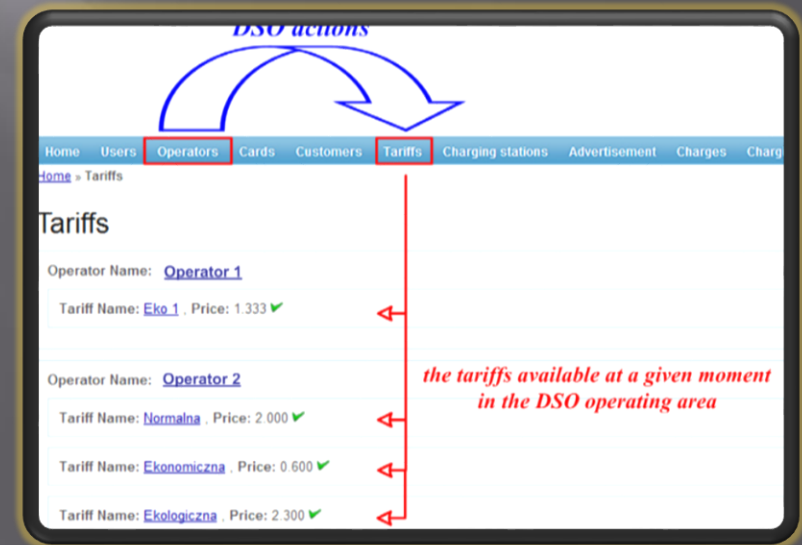 DSO actions
Home Users Operators Cards Customers Tariffs Charging stations Advertisement Charges Charg
Home » Tariffs
Tariffs
Operator Name: Operator 1
Tariff Name: Eko 1 , Price: 1.333
Operator Name: Operator 2
the tariffs available at a given moment
in the DSO operating area
Tariff Name: Normalna , Price: 2.000
Tariff Name: Ekonomiczna , Price: 0.600
Tariff Name: Ekologiczna , Price: 2.300